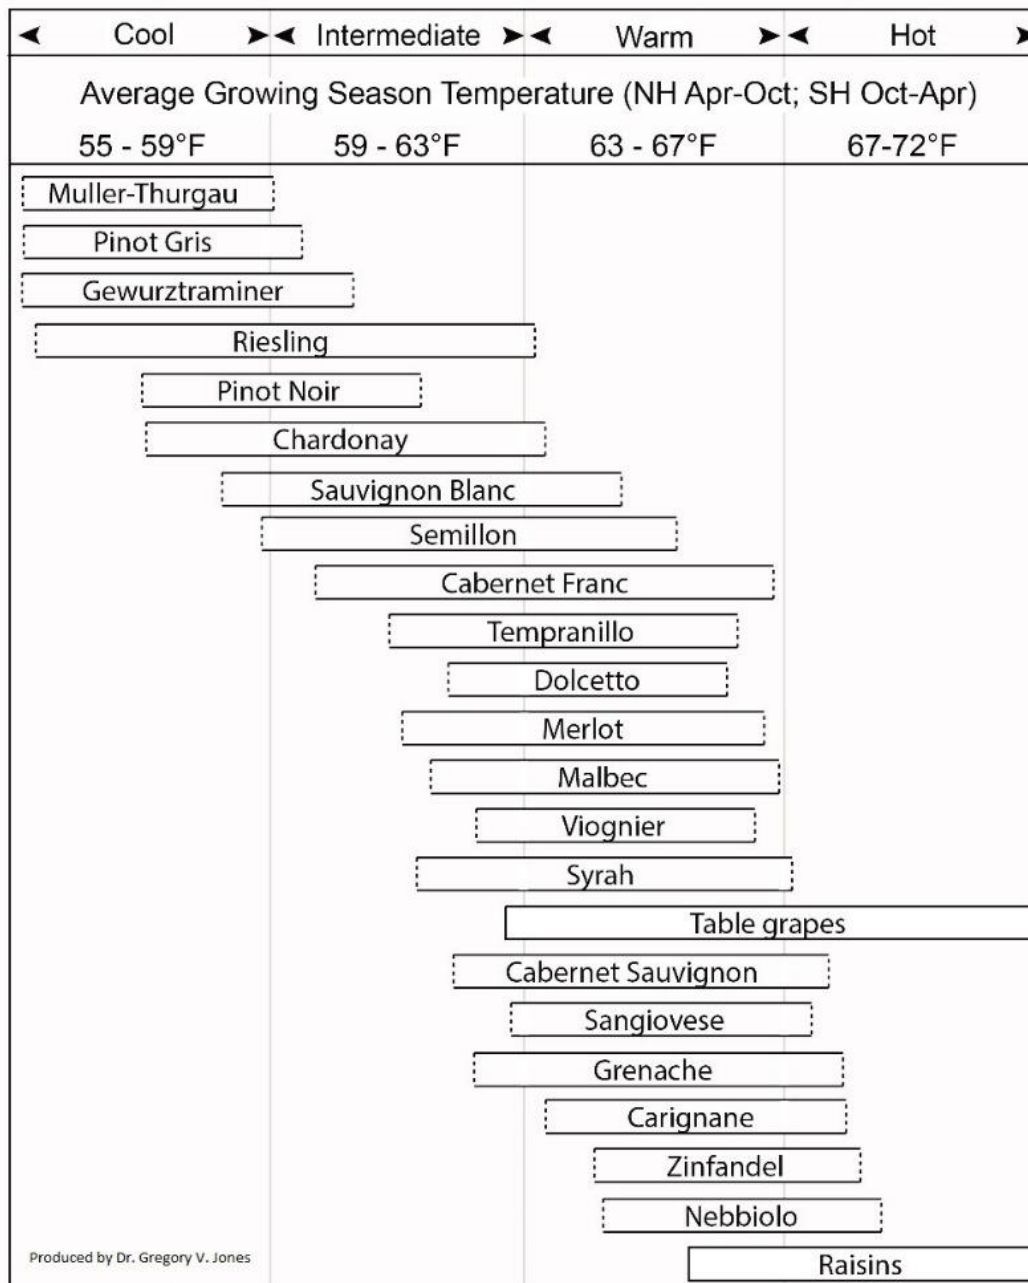 Cool Intermediate Warm Hot
Average Growing Season Temperature (NH Apr-Oct; SH Oct-Apr)
55 - 59°F 59 - 63°F 63 - 67°F 67-72°F
Muller-Thurgau
Pinot Gris
Gewurztraminer
Riesling
Pinot Noir
Chardonay
Sauvignon Blanc
Semillon
Cabernet Franc
Tempranillo
Dolcetto
Merlot
Malbec
Viognier
Syrah
Table grapes
Cabernet Sauvignon
Sangiovese
Grenache
Carignane
Zinfandel
Nebbiolo
Raisins
Produced by Dr. Gregory V. Jones